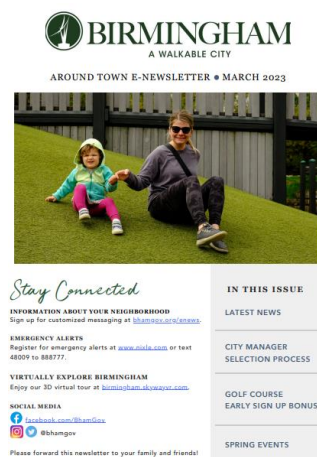 BIRMINGHAM
A WALKABLE CITY
AROUND TOWN E-NEWSLETTER ● MARCH 2023
Stay Connected
INFORMATION ABOUT YOUR NEIGHBORHOOD
Sign up for customized messaging at bhamgov.org/enews.
EMERGENCY ALERTS
Register for emergency alerts at www.nixle.com or text
48009 to 888777.
VIRTUALLY EXPLORE BIRMINGHAM
Enjoy our 3D virtual tour at birmingham.skywayvr.com.
SOCIAL MEDIA
facebook.com/BhamGov
@bhamgov
Please forward this newsletter to your family and friends!
IN THIS ISSUE
LATEST NEWS
CITY MANAGER
SELECTION PROCESS
GOLF COURSE
EARLY SIGN UP BONUS
SPRING EVENTS